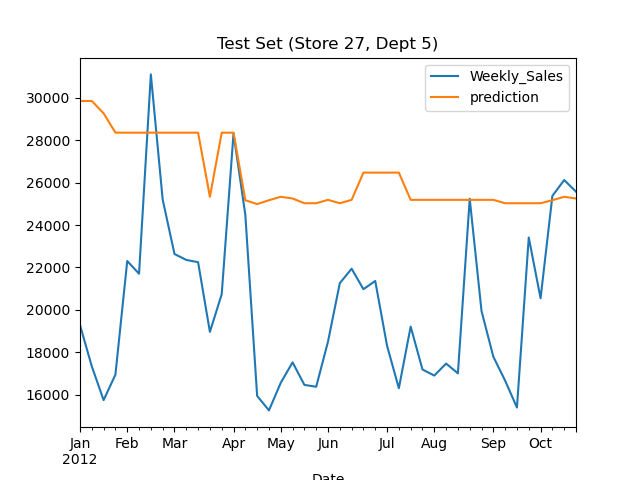 Test Set (Store 27, Dept 5)
Weekly_Sales
prediction
30000
28000
26000
24000
22000
20000
18000
16000
Jan Feb Mar Apr May Jun Jul Aug Sep Oct
2012
Date